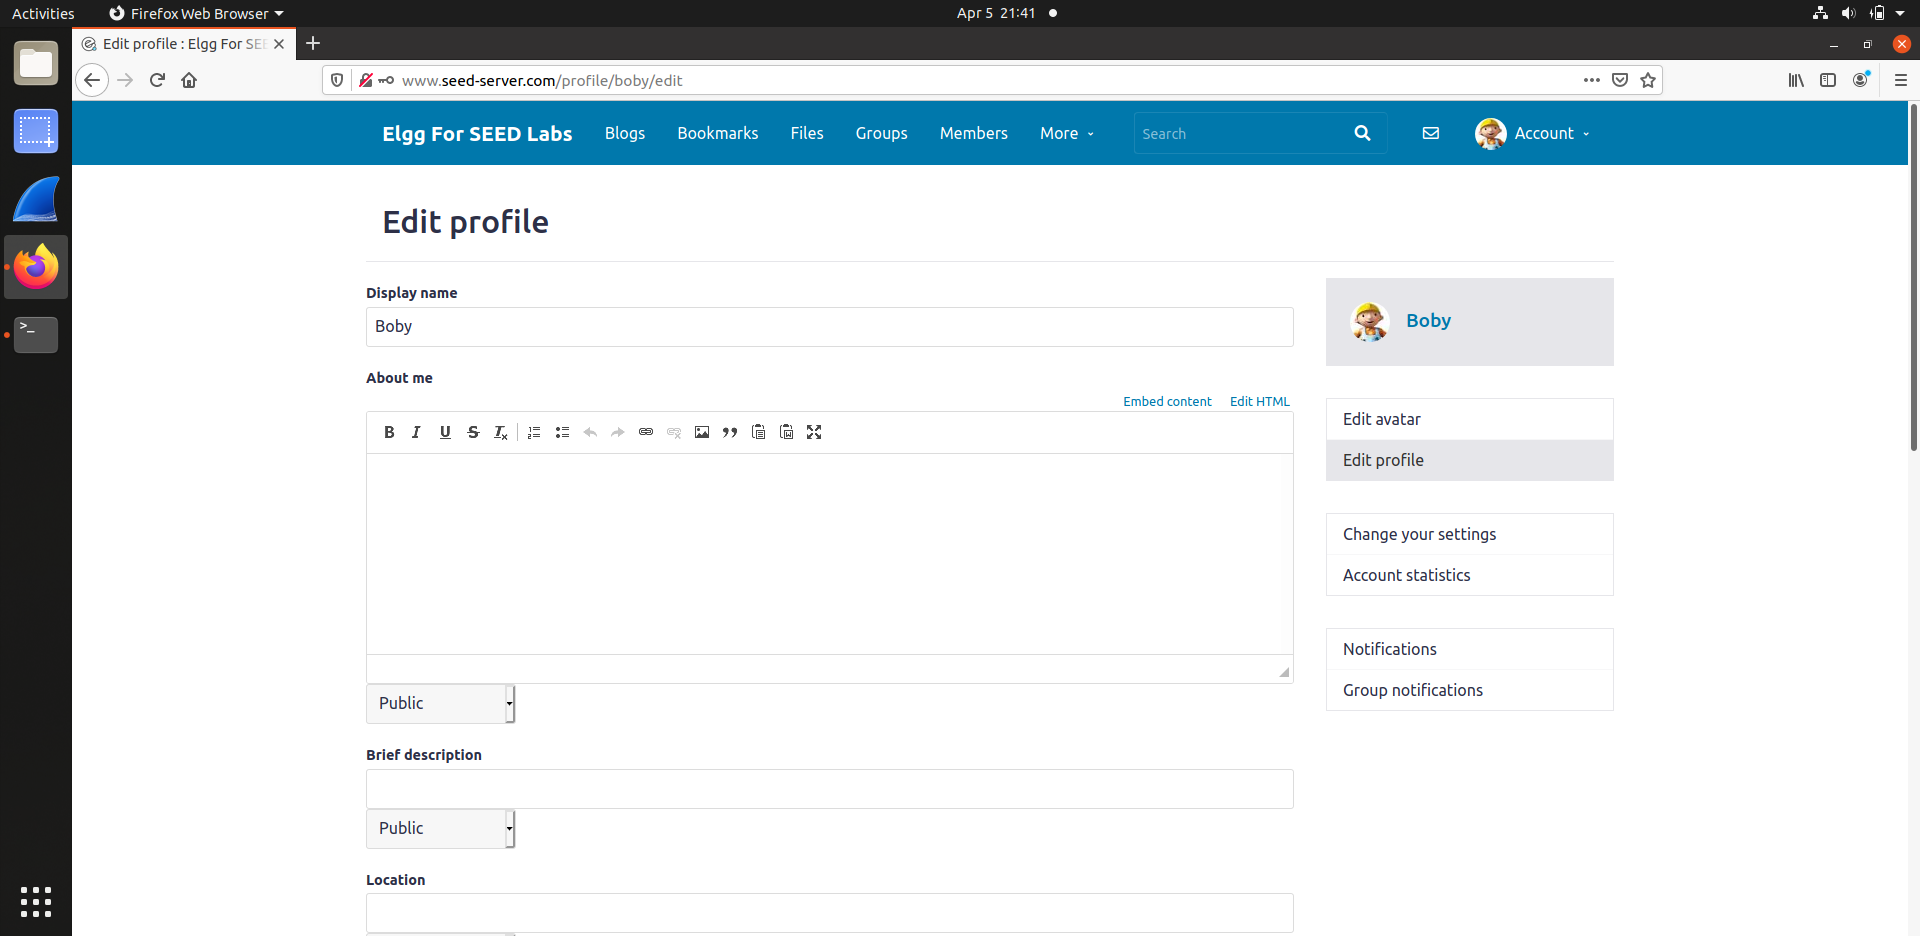 Activities
Firefox Web Browser
Apr 5 21:41
Edit profile : Elgg For SEE
www.seed-server.com/profile/boby/edit
Elgg For SEED Labs
Blogs
Bookmarks
Files
Groups
Members
More
Search
Account
Edit profile
Display name
Boby
About me
Embed content
Edit HTML
Public
Brief description
Public
Location
Boby
Edit avatar
Edit profile
Change your settings
Account statistics
Notifications
Group notifications